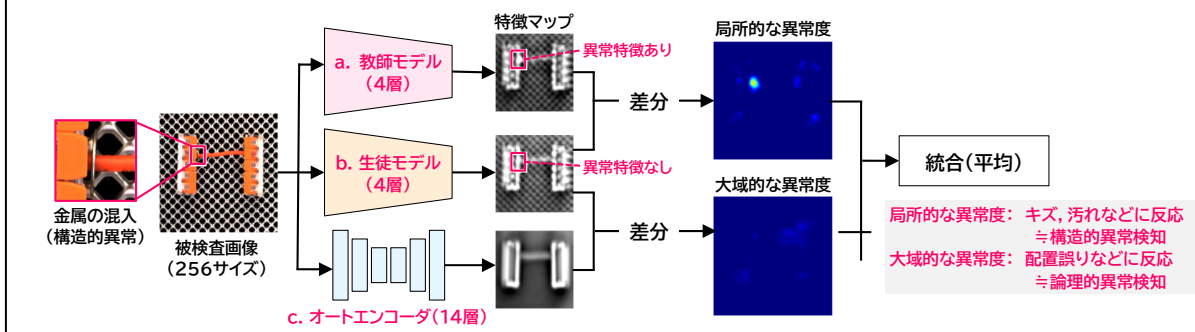 特徴マップ
局所的な異常度
a. 教師モデル
(4層)
異常特徴あり
差分
b. 生徒モデル
(4層)
異常特徴なし
統合(平均)
金属の混入
(構造的異常)
被検査画像
(256サイズ)
大域的な異常度
差分
c. オートエンコーダ(14層)
局所的な異常度: キズ,汚れなどに反応
≒構造的異常検知
大域的な異常度: 配置誤りなどに反応
≒論理的異常検知